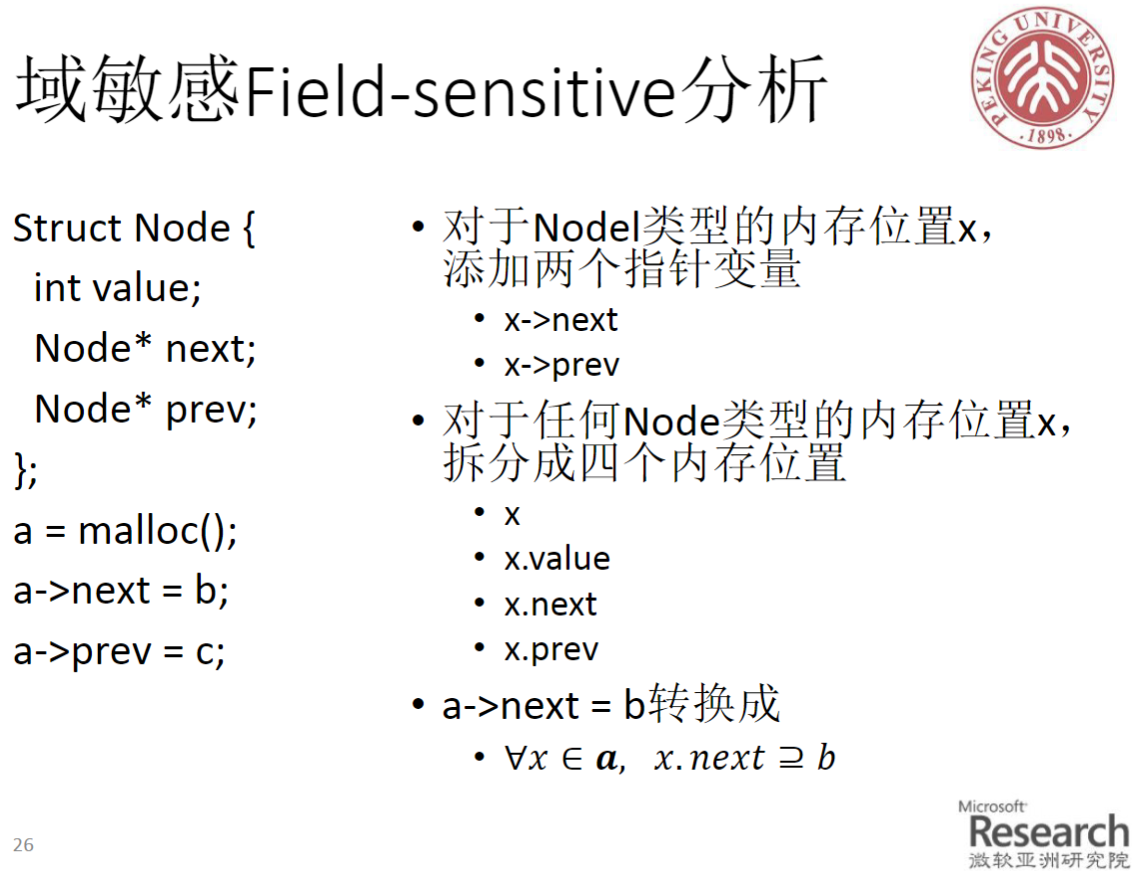 域敏感Field-sensitive分析
PEKING UNIVERSITY
·1898·
Struct Node {
int value;
Node* next;
Node* prev;
};
a = malloc();
a->next = b;
a->prev = c;
• 对于Nodel类型的内存位置x，
添加两个指针变量
• x->next
• x->prev
• 对于任何Node类型的内存位置x，
拆分成四个内存位置
• x
• x.value
• x.next
• x.prev
• a->next = b转换成
• ∀x ∈ a, x.next ⊇ b
26
Microsoft
Research
微软亚洲研究院